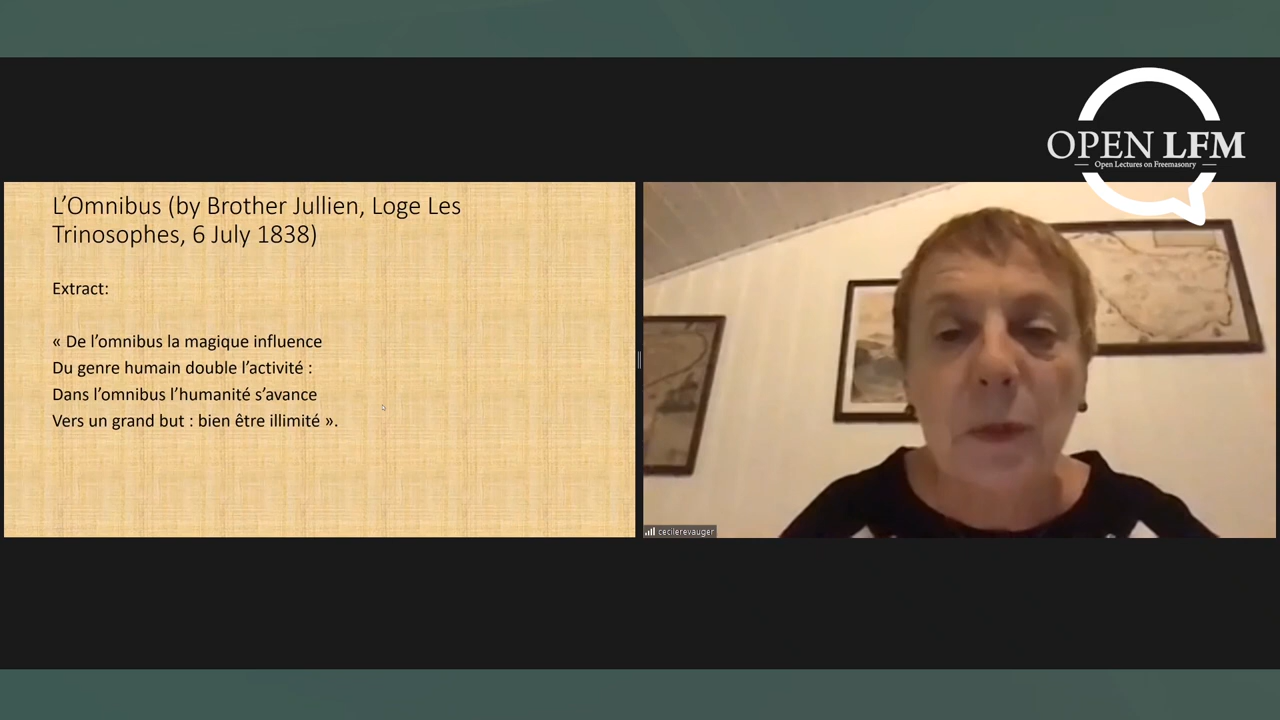 L’Omnibus (by Brother Jullien, Loge Les
Trinosophes, 6 July 1838)
Extract:
« De l’omnibus la magique influence
Du genre humain double l’activité :
Dans l’omnibus l’humanité s’avance
Vers un grand but : bien être illimité ».
OPEN LFM
Open Lectures on Freemasonry
cecilerevauger